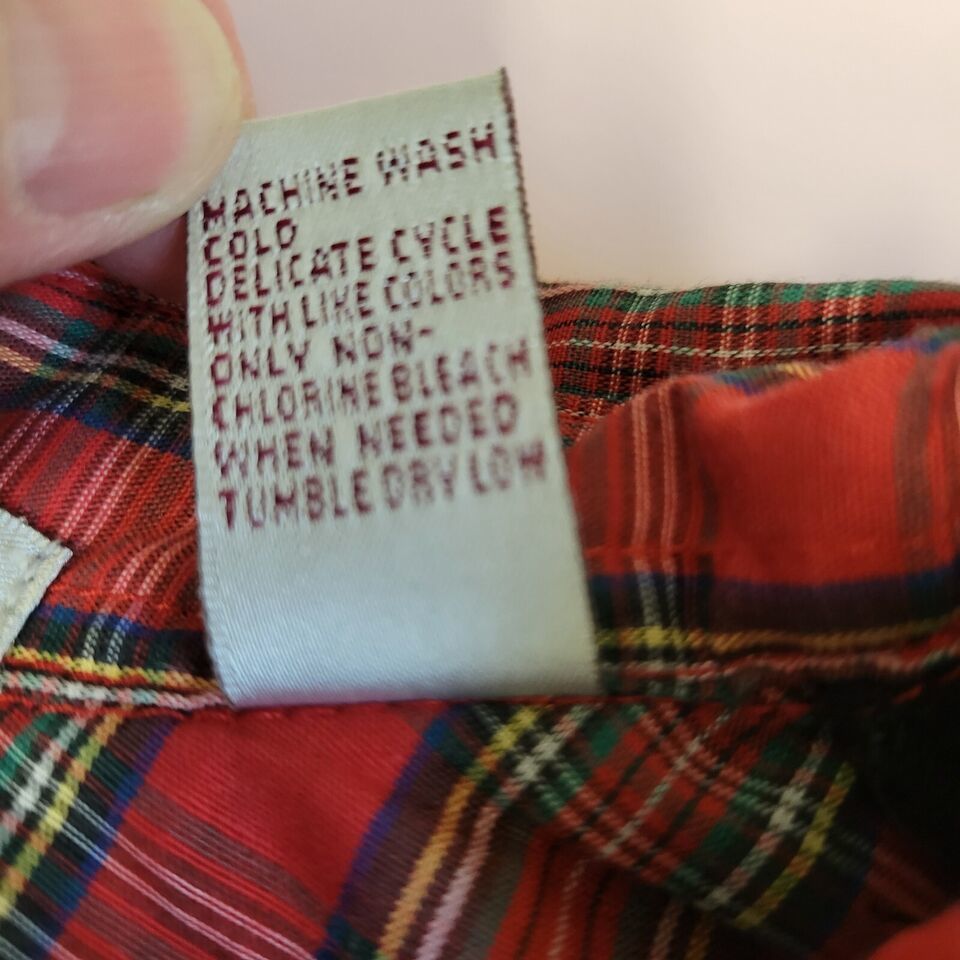 MACHINE WASH
COLD
DELICATE CYCLE
WITH LIKE COLORS
ONLY NON-
CHLORINE BLEACH
WHEN NEEDED
TUMBLE DRY LOW